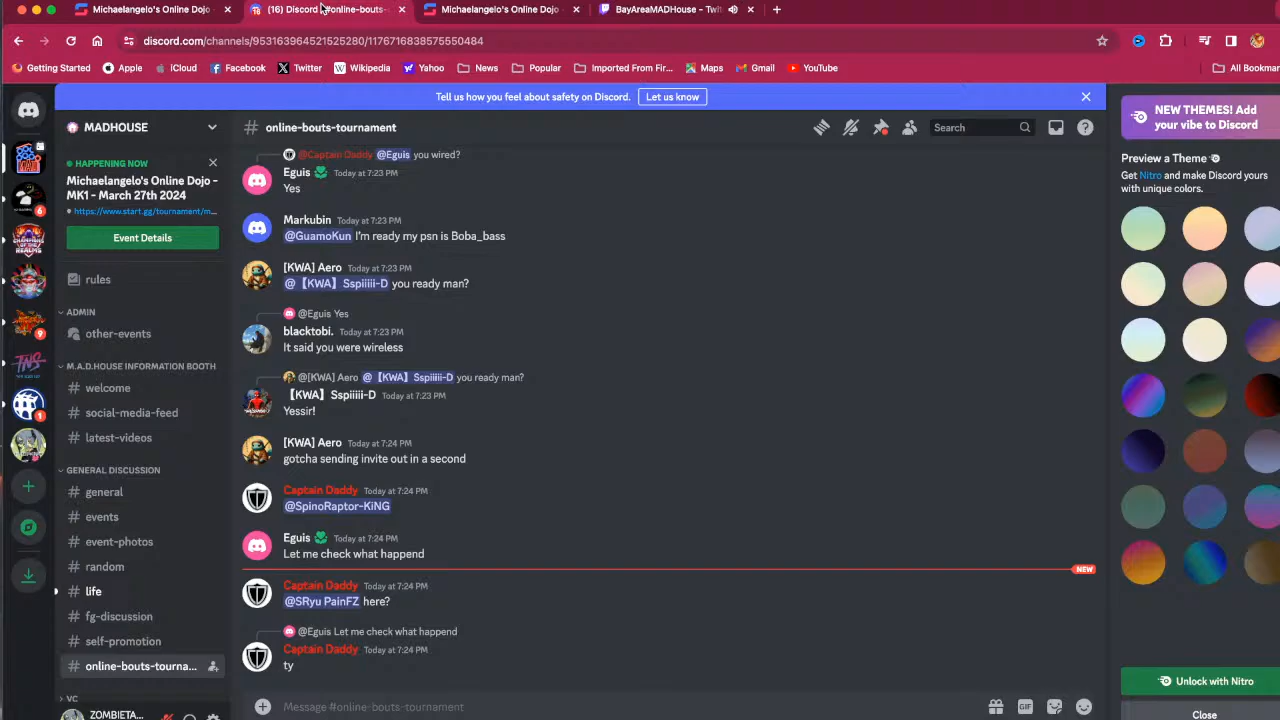 Michaelangelo's Online Dojo
(16) Discord
online-bouts-
Michaelangelo's Online Dojo
BayAreaMADHouse - Twi
discord.com/channels/953163964521525280/1176716838575550484
Getting Started
Apple
iCloud
Facebook
Twitter
Wikipedia
Yahoo
News
Popular
Imported From Fir...
Maps
Gmail
YouTube
All Bookmar
Tell us how you feel about safety on Discord.
Let us know
MADHOUSE
HAPPENING NOW
Michaelangelo's Online Dojo -
MK1 - March 27th 2024
https://www.start.gg/tournament/m...
Event Details
rules
ADMIN
other-events
M.A.D.HOUSE INFORMATION BOOTH
welcome
social-media-feed
latest-videos
GENERAL DISCUSSION
general
events
event-photos
random
life
fg-discussion
self-promotion
online-bouts-tourna...
VC
ZOMBIETA...
6
9
TNS
1
# online-bouts-tournament
Search
@Captain Daddy @Eguis you wired?
Eguis Today at 7:23 PM
Yes
Markubin Today at 7:23 PM
@GuamoKun I'm ready my psn is Boba_bass
[KWA] Aero Today at 7:23 PM
@【KWA】Sspiiiii-D you ready man?
@Eguis Yes
blacktobi. Today at 7:23 PM
It said you were wireless
@[KWA] Aero @【KWA】Sspiiiii-D you ready man?
【KWA】Sspiiiii-D Today at 7:23 PM
Yessir!
[KWA] Aero Today at 7:24 PM
gotcha sending invite out in a second
Captain Daddy Today at 7:24 PM
@SpinoRaptor-KiNG
Eguis Today at 7:24 PM
Let me check what happend
NEW
Captain Daddy Today at 7:24 PM
@SRyu PainFZ here?
@Eguis Let me check what happend
Captain Daddy Today at 7:24 PM
ty
Message #online-bouts-tournament
GIF
NEW THEMES! Add
your vibe to Discord
Preview a Theme
Get Nitro and make Discord yours
with unique colors.
Unlock with Nitro
Close